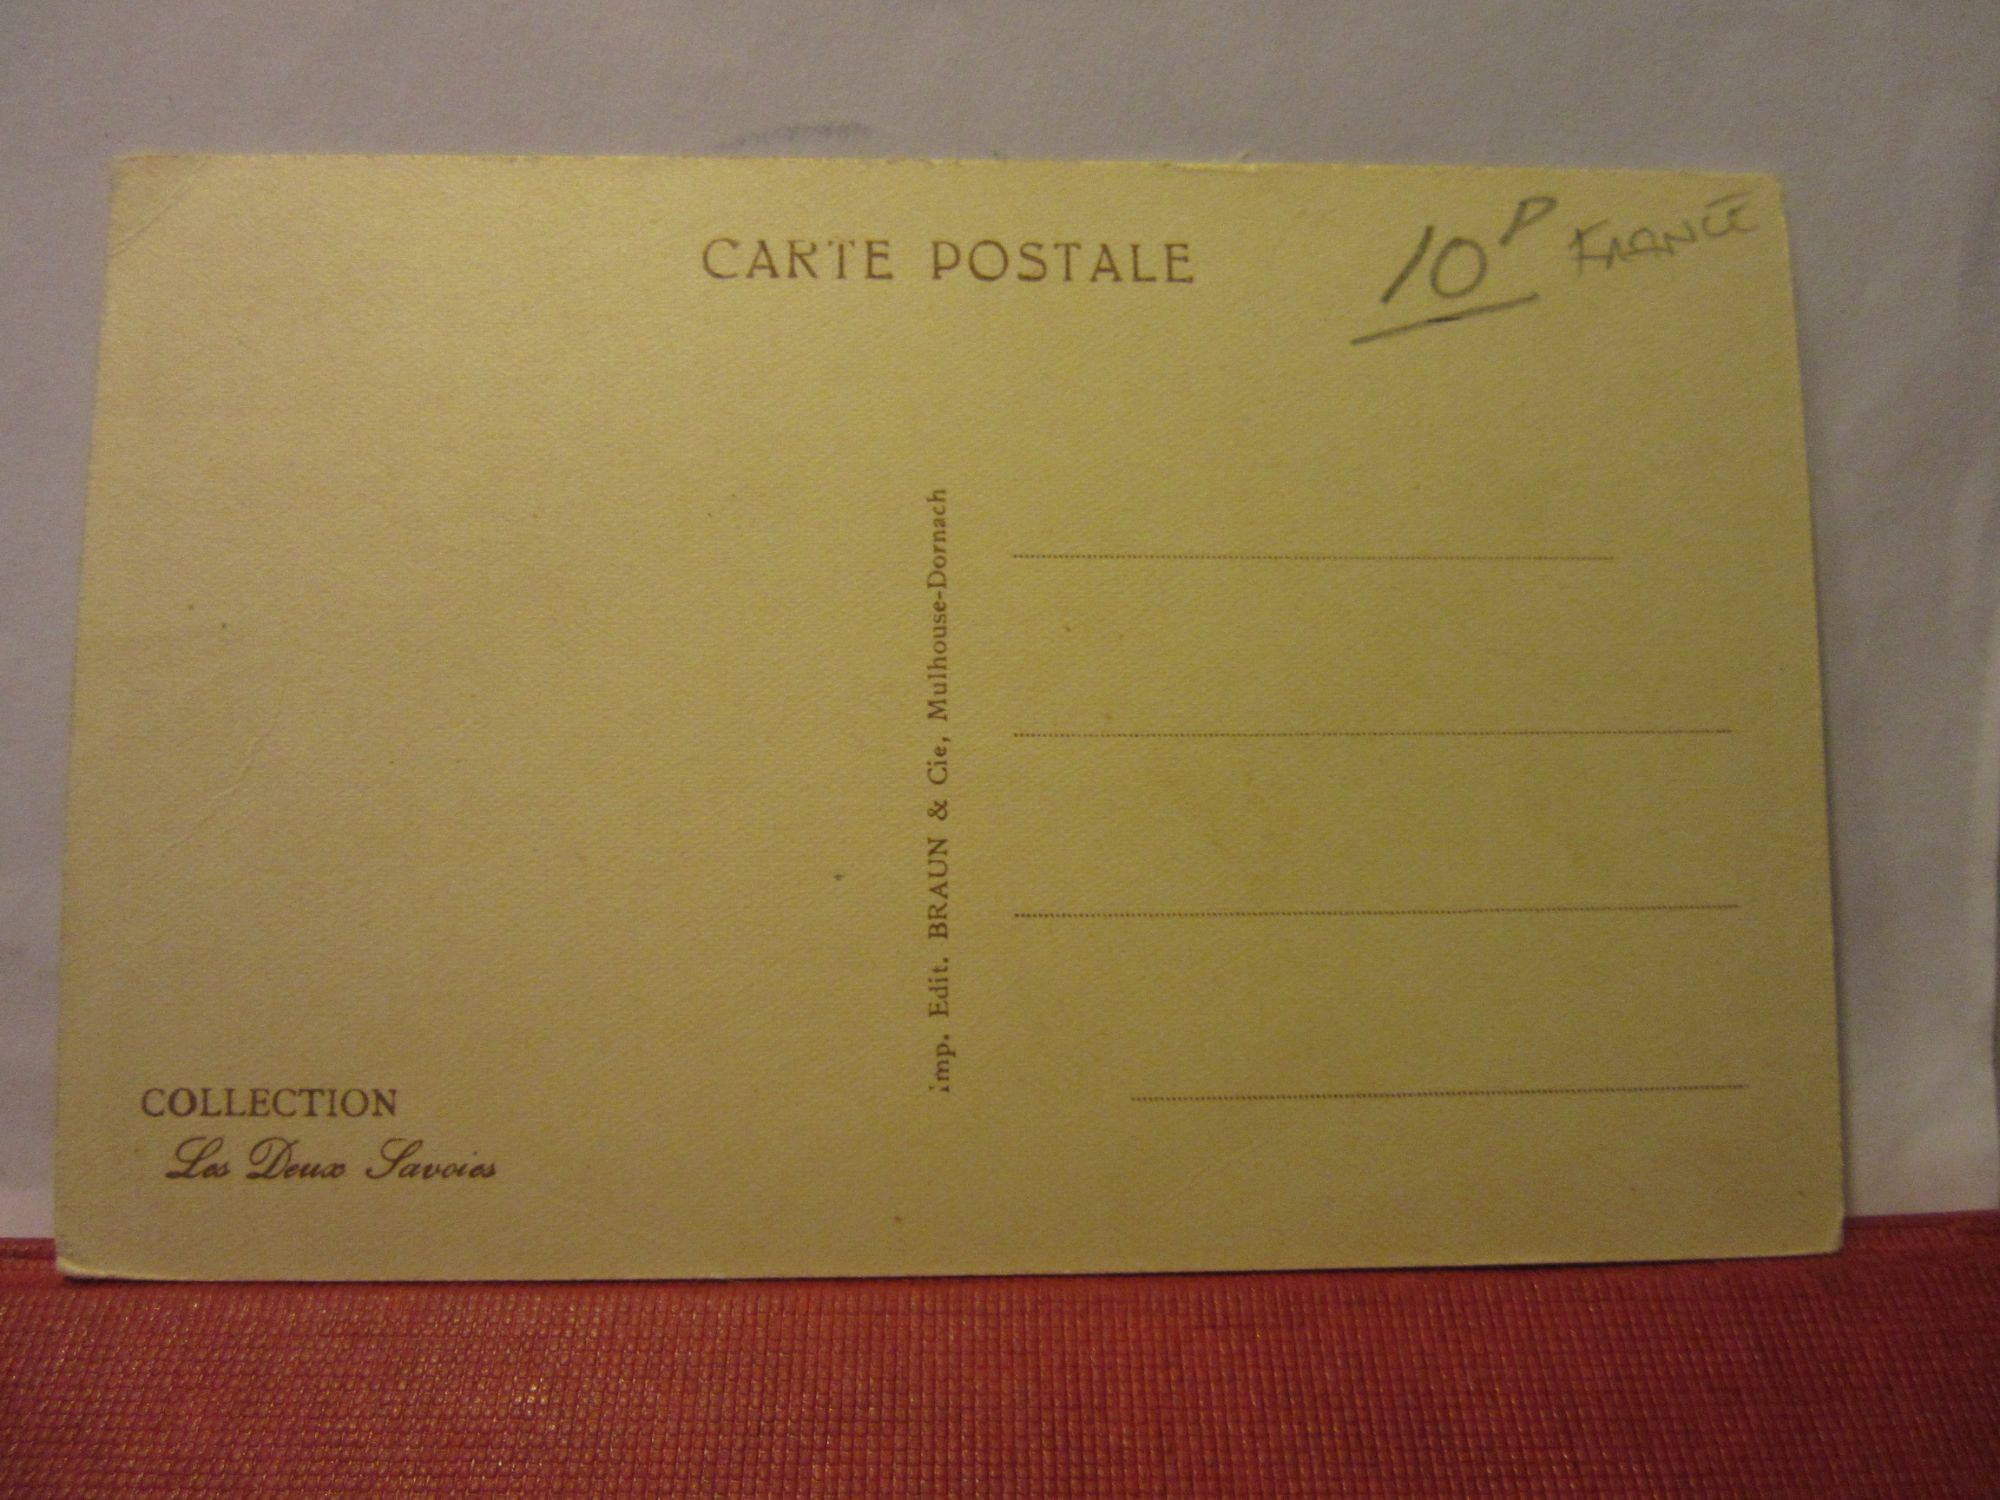 CARTE POSTALE
10P FRANCE
Imp. Edit. BRAUN & Cie, Mulhouse-Dornach
COLLECTION
Les Deux Savoies